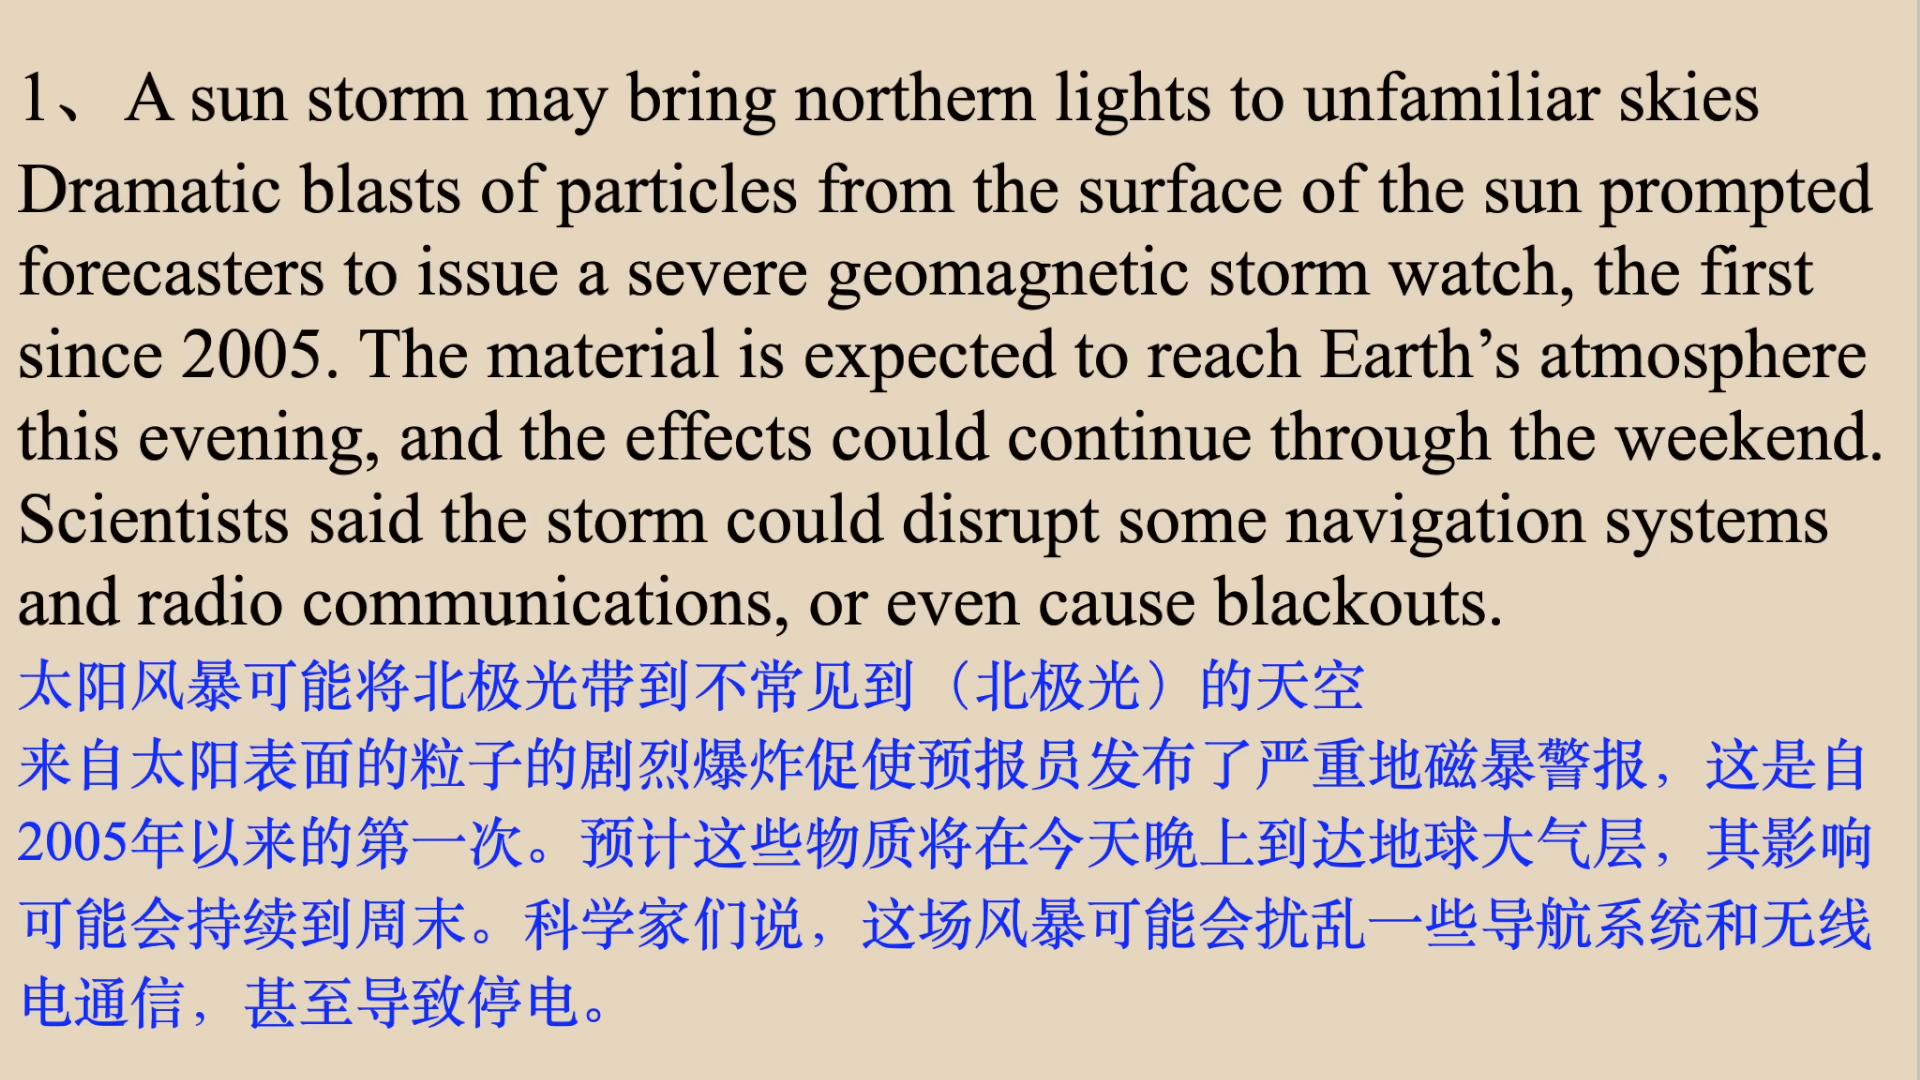 1、 A sun storm may bring northern lights to unfamiliar skies
Dramatic blasts of particles from the surface of the sun prompted
forecasters to issue a severe geomagnetic storm watch, the first
since 2005. The material is expected to reach Earth’s atmosphere
this evening, and the effects could continue through the weekend.
Scientists said the storm could disrupt some navigation systems
and radio communications, or even cause blackouts.
太阳风暴可能将北极光带到不常见到（北极光）的天空
来自太阳表面的粒子的剧烈爆炸促使预报员发布了严重地磁暴警报，这是自
2005年以来的第一次。预计这些物质将在今天晚上到达地球大气层，其影响
可能会持续到周末。科学家们说，这场风暴可能会扰乱一些导航系统和无线
电通信，甚至导致停电。